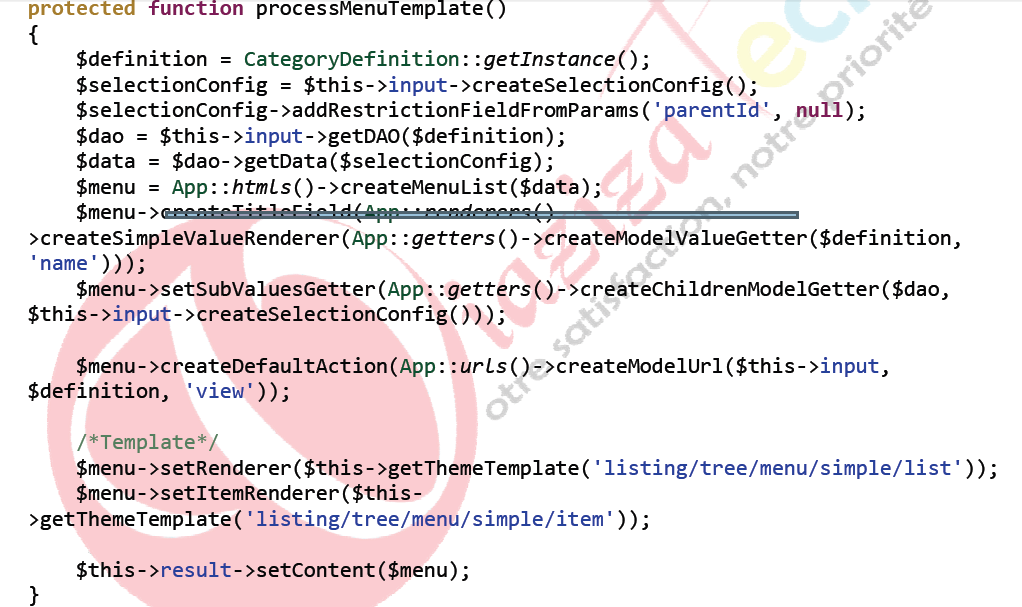 protected function processMenuTemplate()
{
    $definition = CategoryDefinition::getInstance();
    $selectionConfig = $this->input->createSelectionConfig();
    $selectionConfig->addRestrictionFieldFromParams('parentId', null);
    $dao = $this->input->getDAO($definition);
    $data = $dao->getData($selectionConfig);
    $menu = App::htmls()->createMenuList($data);
    $menu->createTitleField(App::renderers()
>createSimpleValueRenderer(App::getters()->createModelValueGetter($definition,
'name')));
    $menu->setSubValuesGetter(App::getters()->createChildrenModelGetter($dao,
$this->input->createSelectionConfig()));
    $menu->createDefaultAction(App::urls()->createModelUrl($this->input,
$definition, 'view'));
    /*Template*/
    $menu->setRenderer($this->getThemeTemplate('listing/tree/menu/simple/list'));
    $menu->setItemRenderer($this-
>getThemeTemplate('listing/tree/menu/simple/item'));
    $this->result->setContent($menu);
}
otre satisfaction, notre priorité